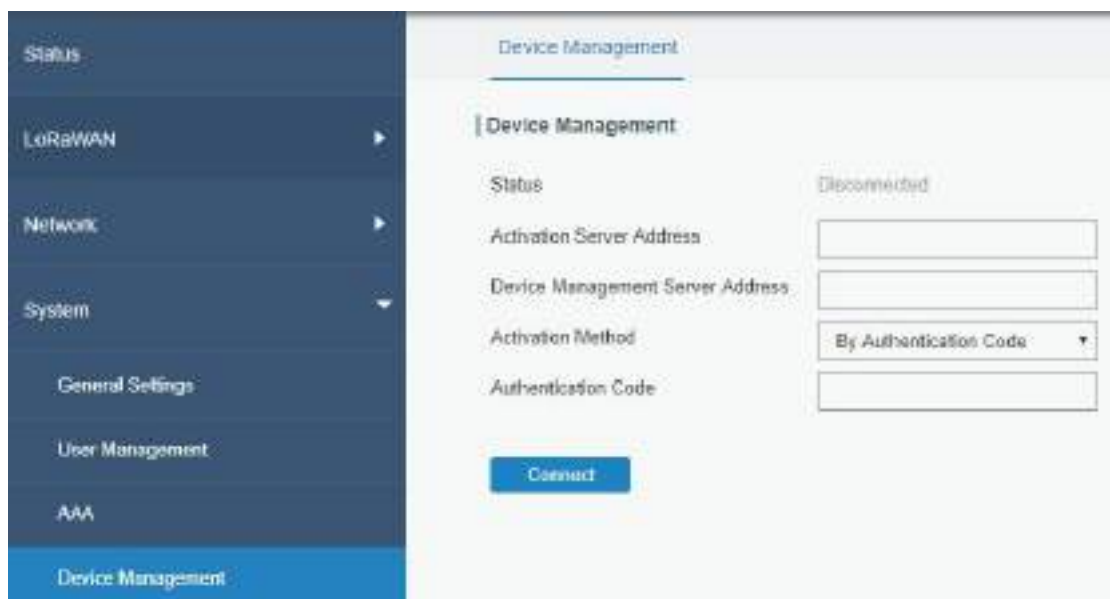 Status
LoRaWAN
Network
System
General Settings
User Management
AAA
Device Management
Device Management
Device Management
Status Disconnected
Activation Server Address
Device Management Server Address
Activation Method By Authentication Code
Authentication Code
Connect